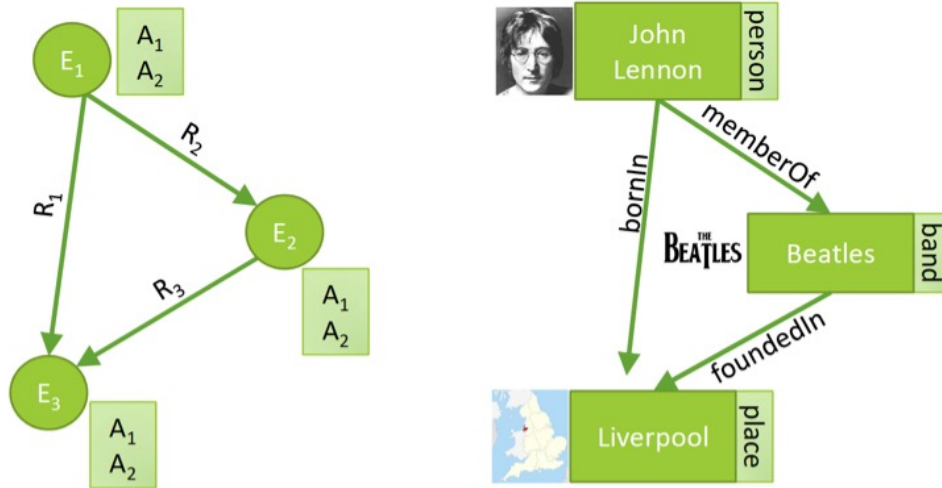 E₁
A₁
A₂
R₂
R₁
E₂
R₃
A₁
A₂
E₃
A₁
A₂
John
Lennon
person
memberOf
bornIn
THE
BEATLES
Beatles
band
foundedIn
Liverpool
place